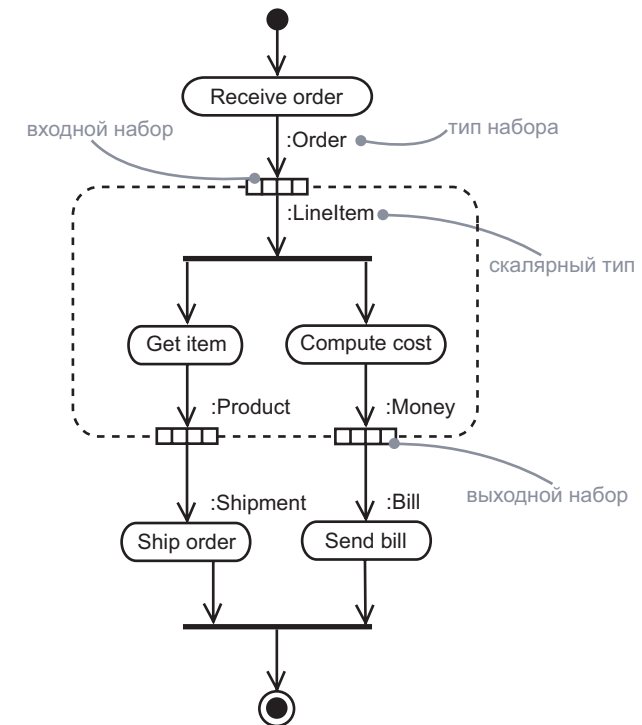 Receive order
входной набор
:Order
тип набора
:LineItem
скалярный тип
Get item
Compute cost
:Product
:Money
выходной набор
:Shipment
:Bill
Ship order
Send bill